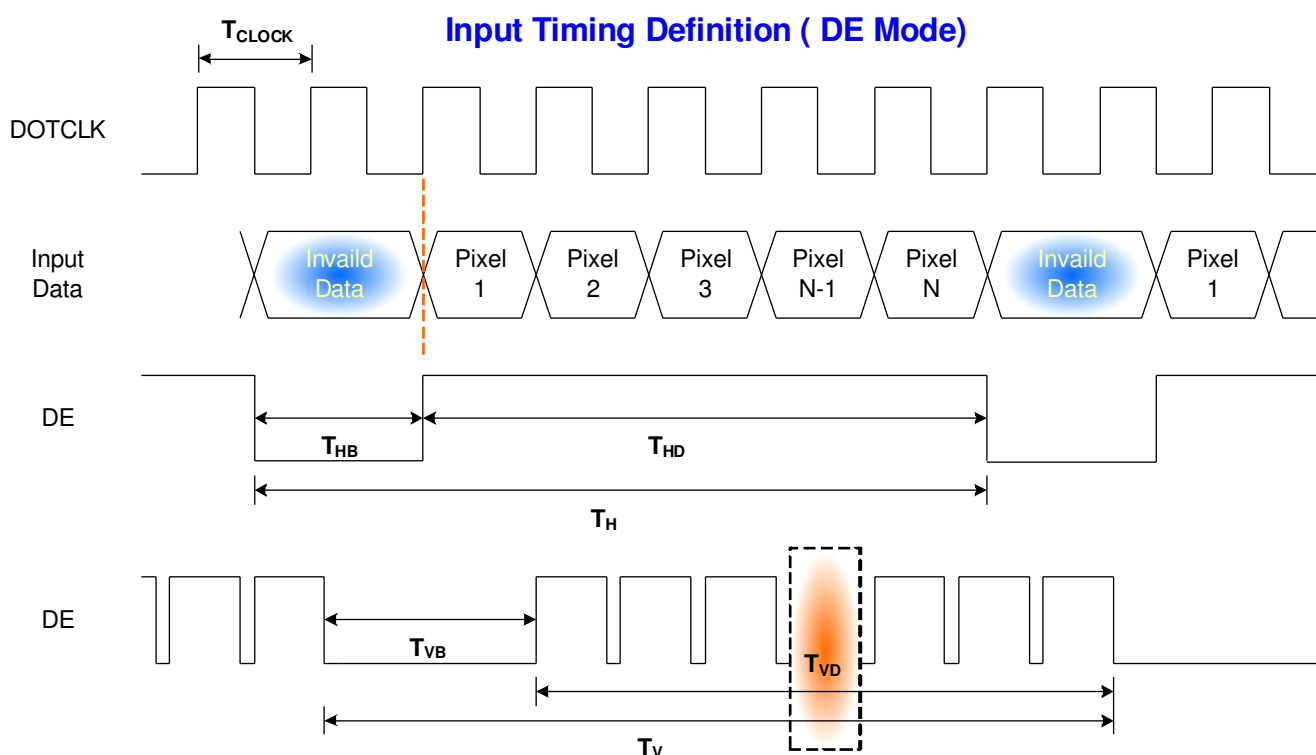 Input Timing Definition ( DE Mode)
TCLOCK
DOTCLK
Input
Data
Invaild
Data
Pixel
1
Pixel
2
Pixel
3
Pixel
N-1
Pixel
N
Invaild
Data
Pixel
1
DE
THB
THD
TH
DE
TVB
TVD
TV